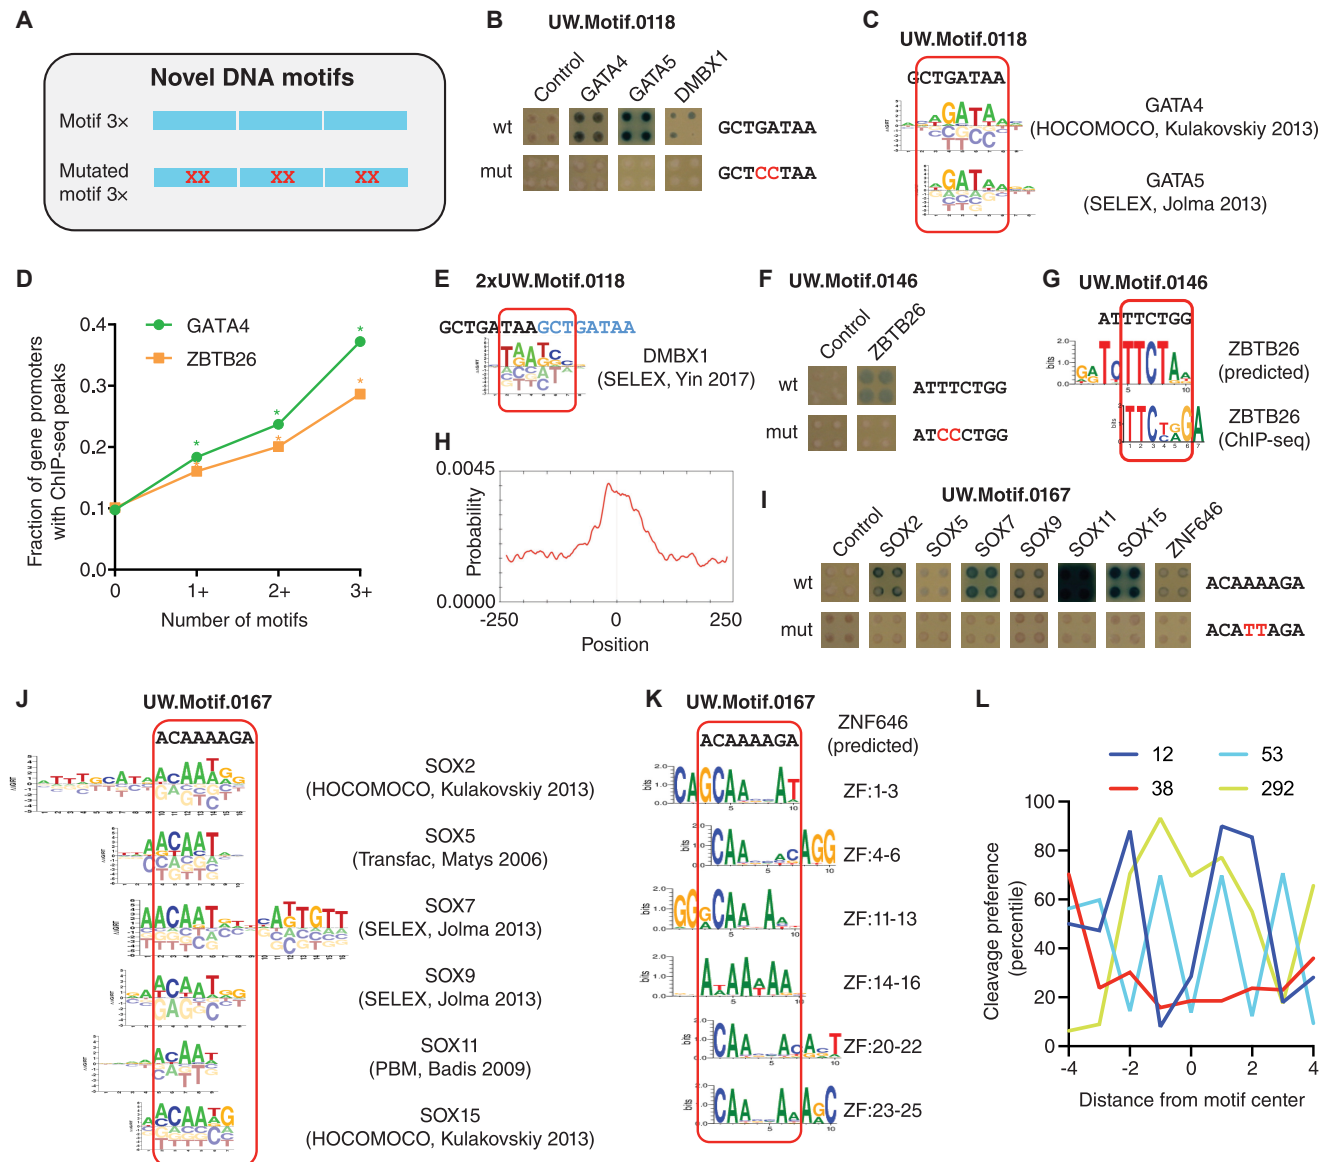 A
Novel DNA motifs
Motif 3×
Mutated
motif 3×
XX XX XX
B
UW.Motif.0118
Control GATA4 GATA5 DMBX1
wt
GCTGATAA
mut
GCTCCTAA
C
UW.Motif.0118
GCTGATAA
GATA4
(HOCOMOCO, Kulakovskiy 2013)
GATA5
(SELEX, Jolma 2013)
D
GATA4
ZBTB26
Fraction of gene promoters
with ChIP-seq peaks
0.4
0.3
0.2
0.1
0.0
0 1+ 2+ 3+
Number of motifs
E
2xUW.Motif.0118
GCTGATAAGCTGATAA
DMBX1
(SELEX, Yin 2017)
F
UW.Motif.0146
Control ZBTB26
wt
ATTTCTGG
mut
ATCCCTGG
G
UW.Motif.0146
ATTTCTGG
ZBTB26
(predicted)
ZBTB26
(ChIP-seq)
H
0.0045
Probability
0.0000
-250 0 250
Position
I
UW.Motif.0167
Control SOX2 SOX5 SOX7 SOX9 SOX11 SOX15 ZNF646
wt
ACAAAAGA
mut
ACATTAGA
J
UW.Motif.0167
ACAAAAGA
SOX2
(HOCOMOCO, Kulakovskiy 2013)
SOX5
(Transfac, Matys 2006)
SOX7
(SELEX, Jolma 2013)
SOX9
(SELEX, Jolma 2013)
SOX11
(PBM, Badis 2009)
SOX15
(HOCOMOCO, Kulakovskiy 2013)
K
UW.Motif.0167
ACAAAAGA
ZNF646
(predicted)
ZF:1-3
ZF:4-6
ZF:11-13
ZF:14-16
ZF:20-22
ZF:23-25
L
12 53
38 292
Cleavage preference
(percentile)
100
80
60
40
20
0
-4 -2 0 2 4
Distance from motif center